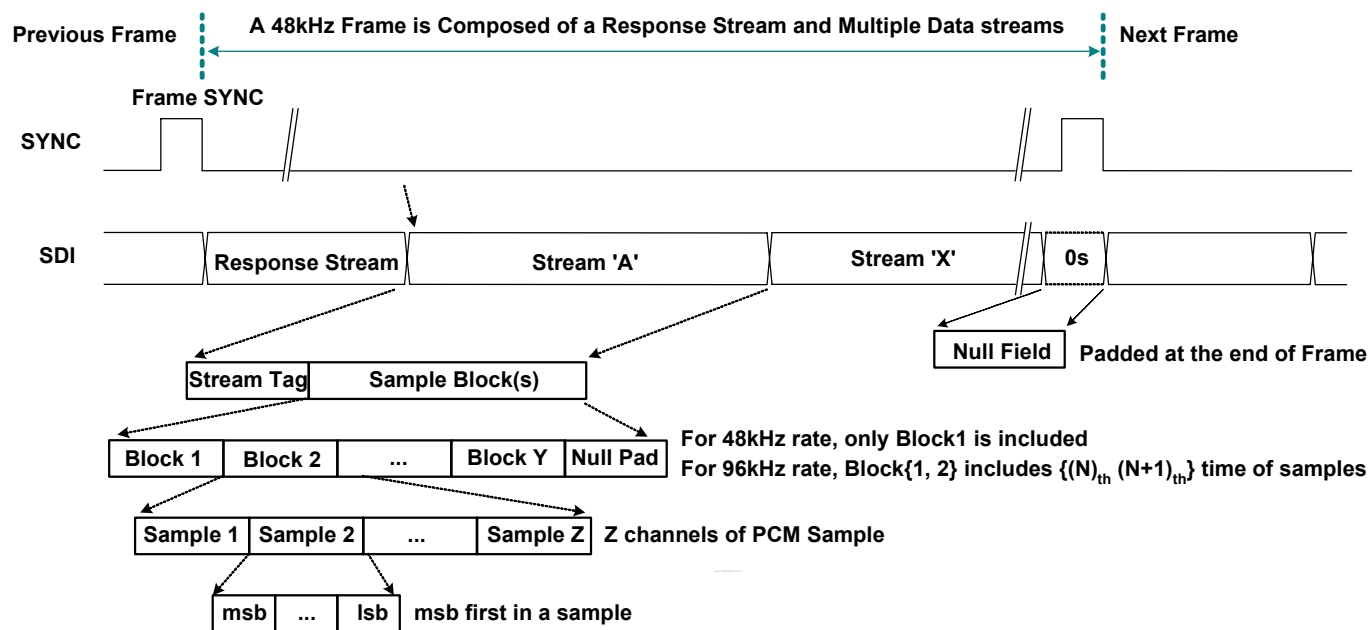 A 48kHz Frame is Composed of a Response Stream and Multiple Data streams
Previous Frame
Next Frame
Frame SYNC
SYNC
SDI
Response Stream
Stream 'A'
Stream 'X'
0s
Null Field
Padded at the end of Frame
Stream Tag
Sample Block(s)
Block 1
Block 2
...
Block Y
Null Pad
For 48kHz rate, only Block1 is included
For 96kHz rate, Block{1, 2} includes {(N)th (N+1)th} time of samples
Sample 1
Sample 2
...
Sample Z
Z channels of PCM Sample
msb
...
lsb
msb first in a sample